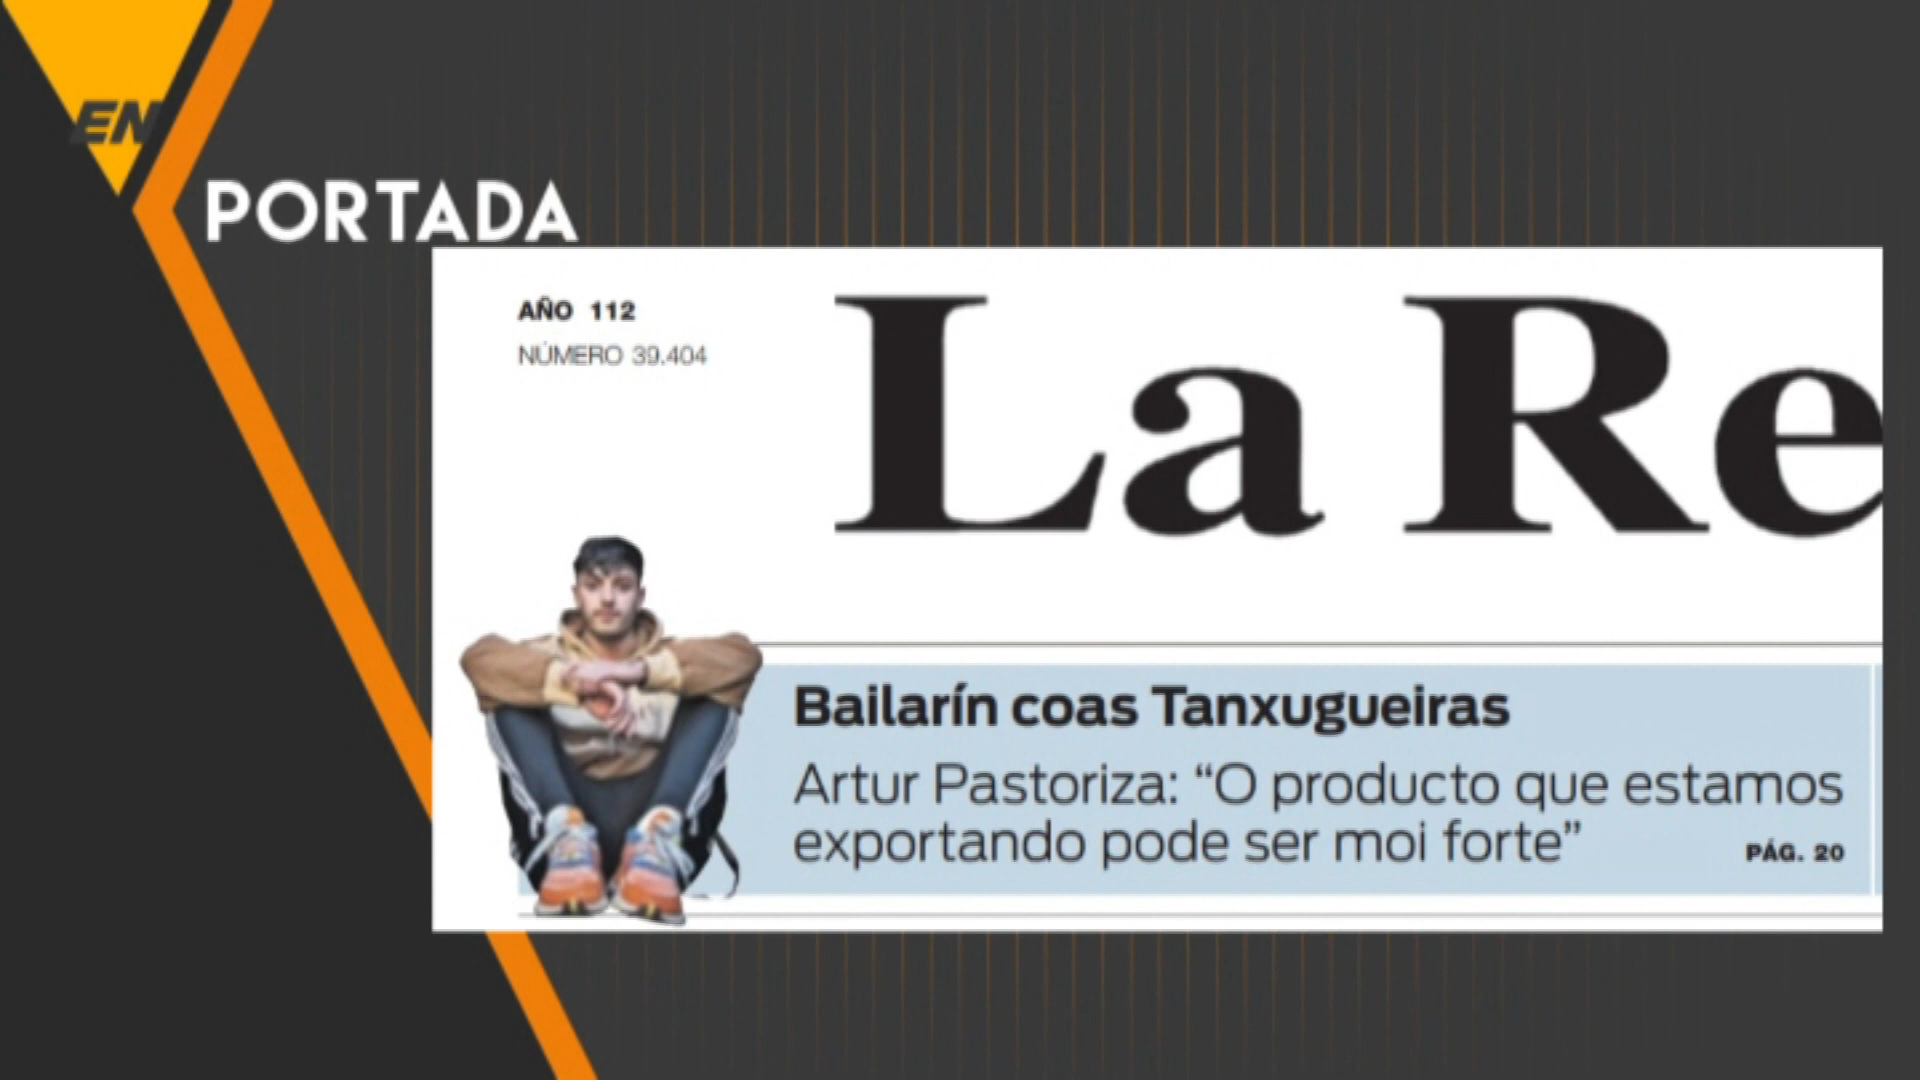 EN
PORTADA
AÑO 112
NÚMERO 39.404
La Re
Bailarín coas Tanxugueiras
Artur Pastoriza: “O producto que estamos
exportando pode ser moi forte”
PÁG. 20